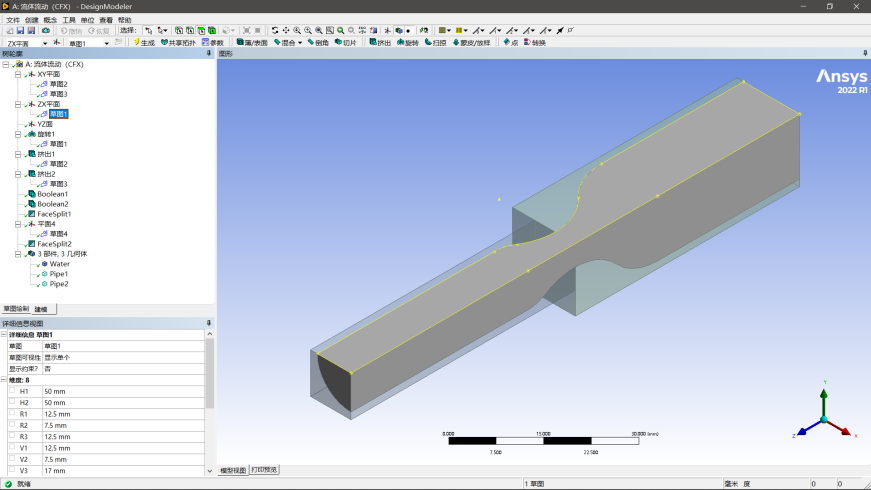 A: 流体流动 (CFX) - DesignModeler
文件 创建 概念 工具 单位 查看 帮助
撤销 恢复 选择:
ZX平面 草图1 生成 共享拓扑 参数 薄/表面 混合 倒角 切片 挤出 旋转 扫掠 蒙皮/放样 点 转换
树轮廓
图形
A: 流体流动 (CFX)
XY平面
草图2
草图3
ZX平面
草图1
YZ面
旋转1
草图1
挤出1
草图2
挤出2
草图3
Boolean1
Boolean2
FaceSplit1
平面4
草图4
FaceSplit2
3 部件, 3 几何体
Water
Pipe1
Pipe2
草图绘制 建模
详细信息视图
详细信息 草图1
草图 草图1
草图可视性 显示单个
显示约束? 否
维度: 8
H1 50 mm
H2 50 mm
R1 12.5 mm
R2 7.5 mm
R3 12.5 mm
V1 12.5 mm
V2 7.5 mm
V3 17 mm
Ansys
2022 R1
0.000 15.000 30.000 (mm)
7.500 22.500
Y
Z X
模型视图 打印预览
就绪 1 草图 毫米 度 0 0